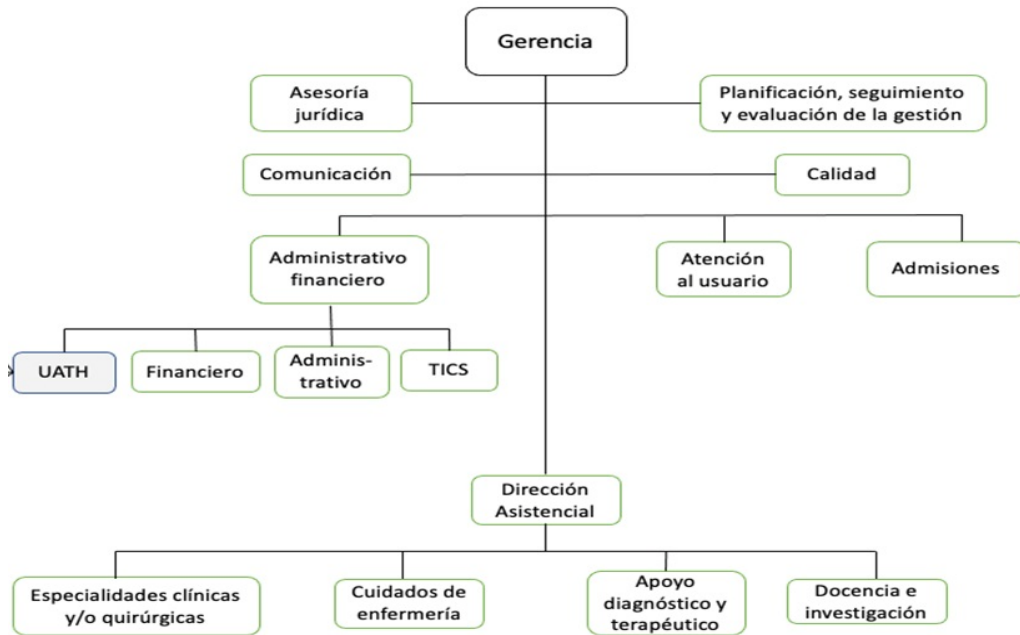 Gerencia
Asesoría
jurídica
Planificación, seguimiento
y evaluación de la gestión
Comunicación
Calidad
Administrativo
financiero
Atención
al usuario
Admisiones
UATH
Financiero
Adminis-
trativo
TICS
Dirección
Asistencial
Especialidades clínicas
y/o quirúrgicas
Cuidados de
enfermería
Apoyo
diagnóstico y
terapéutico
Docencia e
investigación